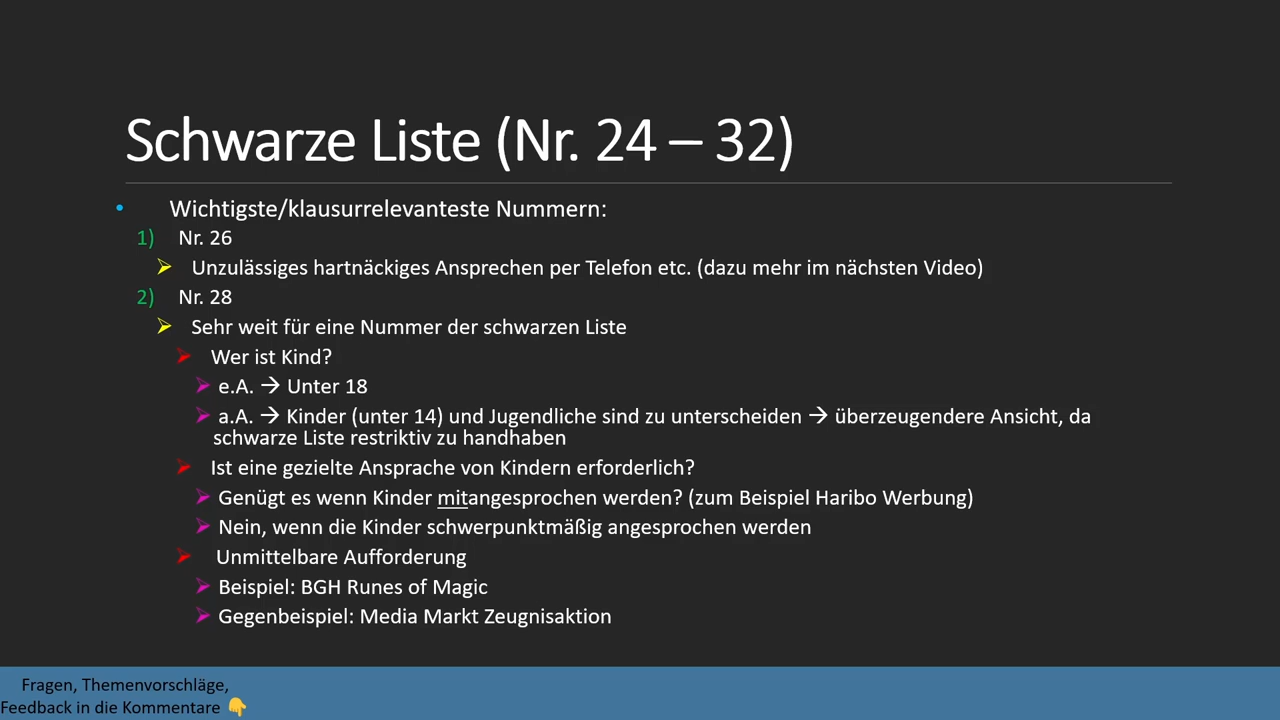 Schwarze Liste (Nr. 24 – 32)
• Wichtigste/klausurrelevanteste Nummern:
1) Nr. 26
➢ Unzulässiges hartnäckiges Ansprechen per Telefon etc. (dazu mehr im nächsten Video)
2) Nr. 28
➢ Sehr weit für eine Nummer der schwarzen Liste
➢ Wer ist Kind?
➢ e.A. → Unter 18
➢ a.A. → Kinder (unter 14) und Jugendliche sind zu unterscheiden → überzeugendere Ansicht, da
schwarze Liste restriktiv zu handhaben
➢ Ist eine gezielte Ansprache von Kindern erforderlich?
➢ Genügt es wenn Kinder mitangesprochen werden? (zum Beispiel Haribo Werbung)
➢ Nein, wenn die Kinder schwerpunktmäßig angesprochen werden
➢ Unmittelbare Aufforderung
➢ Beispiel: BGH Runes of Magic
➢ Gegenbeispiel: Media Markt Zeugnisaktion
Fragen, Themenvorschläge,
Feedback in die Kommentare 👇